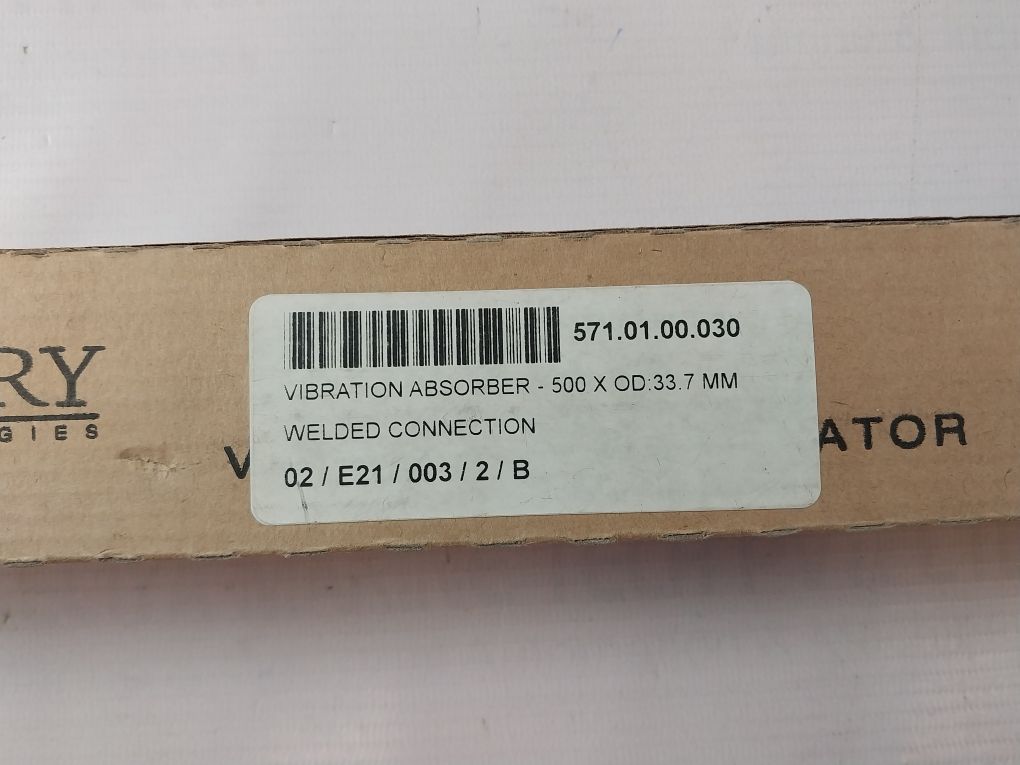 571.01.00.030
VIBRATION ABSORBER - 500 X OD:33.7 MM
WELDED CONNECTION
02 / E21 / 003 / 2 / B
RY
GIES
V
ATOR